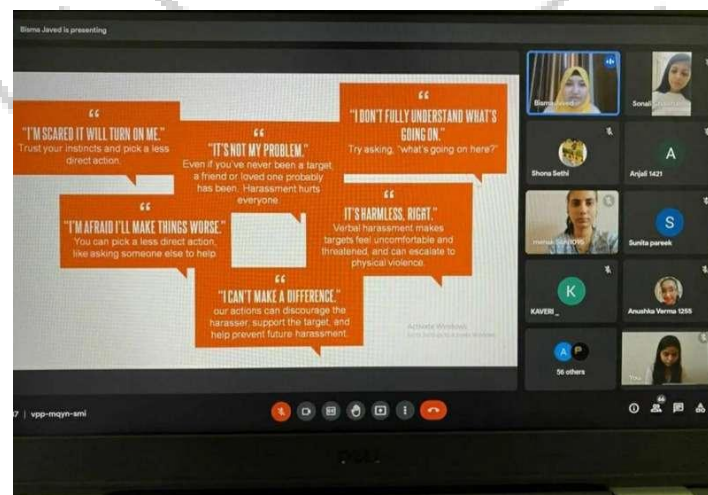 Bisma Javed is presenting
“
"I'M SCARED IT WILL TURN ON ME."
Trust your instincts and pick a less
direct action.
“
"IT'S NOT MY PROBLEM."
Even if you've never been a target,
a friend or loved one probably
has been. Harassment hurts
everyone.
“
"I DON'T FULLY UNDERSTAND WHAT'S
GOING ON."
Try asking, "what's going on here?"
“
"I'M AFRAID I'LL MAKE THINGS WORSE."
You can pick a less direct action,
like asking someone else to help
“
IT'S HARMLESS, RIGHT."
Verbal harassment makes
targets feel uncomfortable and
threatened, and can escalate to
physical violence.
“
"I CAN'T MAKE A DIFFERENCE."
our actions can discourage the
harasser, support the target, and
help prevent future harassment.
Activate Windows
Bisma Javed
Sonali
Shona Sethi
A
Anjali 1421
S
Sunita pareek
K
KAVERI _
Anushka Verma 1255
A P
56 others
You
7 | vpp-mqyn-smi
66
DELL